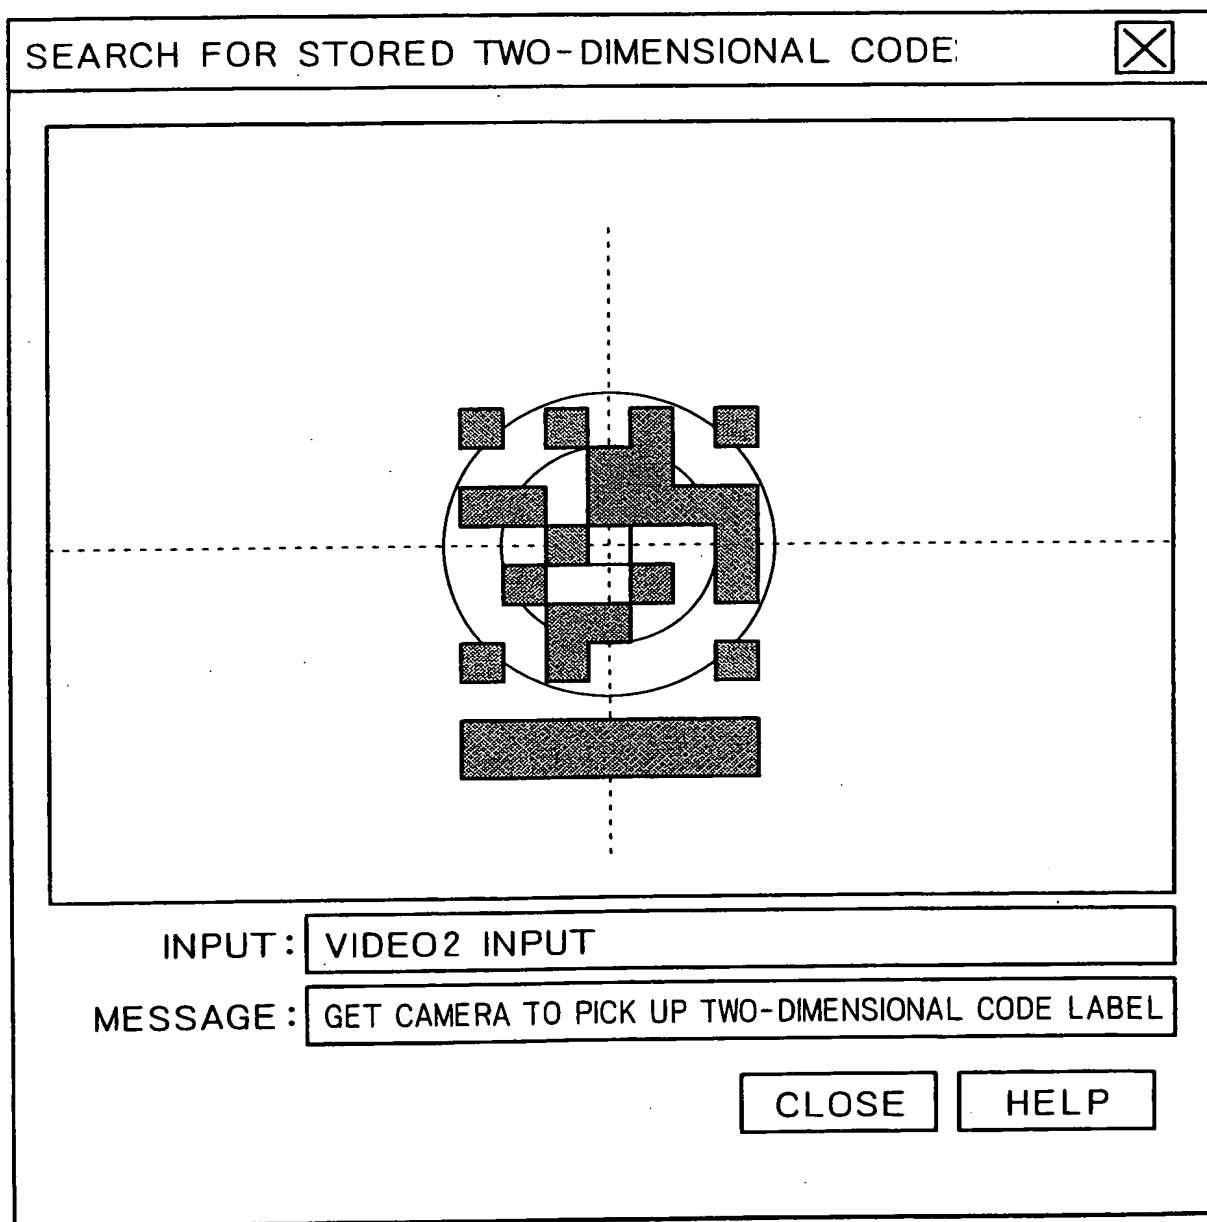 SEARCH FOR STORED TWO-DIMENSIONAL CODE
INPUT: VIDEO2 INPUT
MESSAGE: GET CAMERA TO PICK UP TWO-DIMENSIONAL CODE LABEL
CLOSE HELP